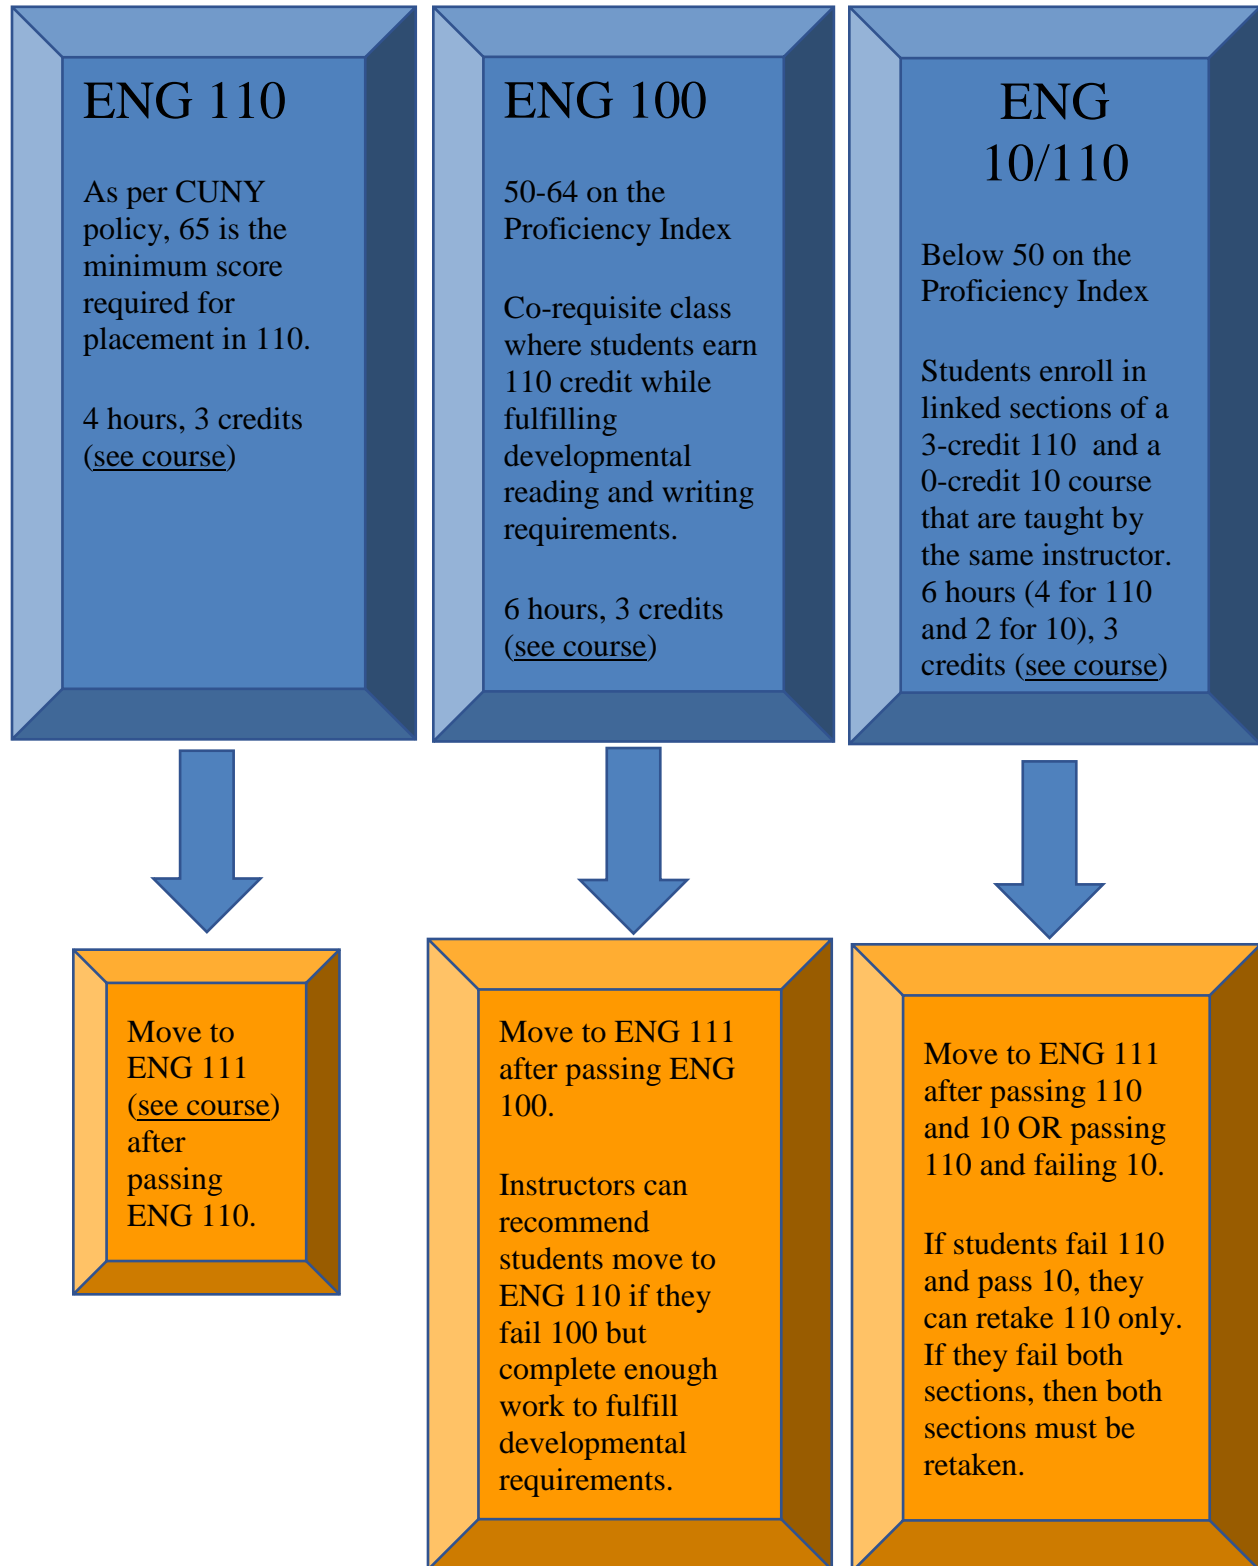 ENG 110
As per CUNY
policy, 65 is the
minimum score
required for
placement in 110.
4 hours, 3 credits
(see course)
ENG 100
50-64 on the
Proficiency Index
Co-requisite class
where students earn
110 credit while
fulfilling
developmental
reading and writing
requirements.
6 hours, 3 credits
(see course)
ENG
10/110
Below 50 on the
Proficiency Index
Students enroll in
linked sections of a
3-credit 110 and a
0-credit 10 course
that are taught by
the same instructor.
6 hours (4 for 110
and 2 for 10), 3
credits (see course)
Move to
ENG 111
(see course)
after
passing
ENG 110.
Move to ENG 111
after passing ENG
100.
Instructors can
recommend
students move to
ENG 110 if they
fail 100 but
complete enough
work to fulfill
developmental
requirements.
Move to ENG 111
after passing 110
and 10 OR passing
110 and failing 10.
If students fail 110
and pass 10, they
can retake 110 only.
If they fail both
sections, then both
sections must be
retaken.